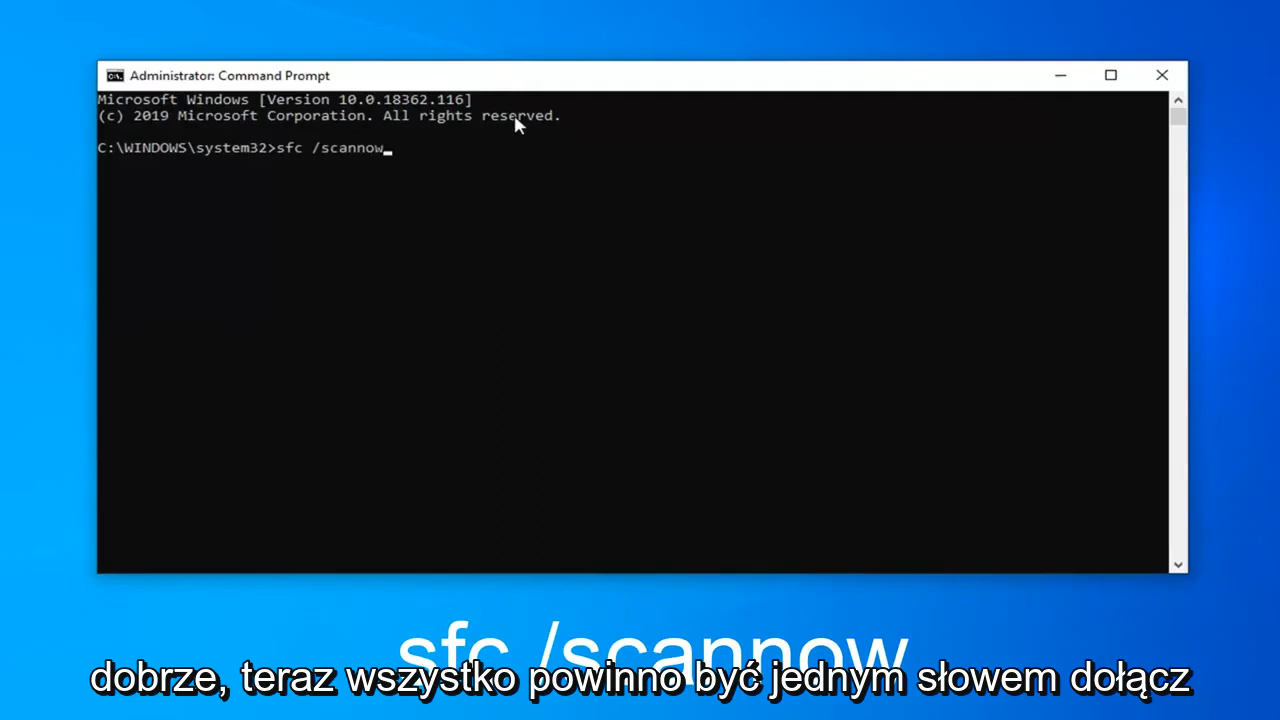 Administrator: Command Prompt
Microsoft Windows [Version 10.0.18362.116]
(c) 2019 Microsoft Corporation. All rights reserved.
C:\WINDOWS\system32>sfc /scannow
sfc /scannow
dobrze, teraz wszystko powinno być jednym słowem dołącz